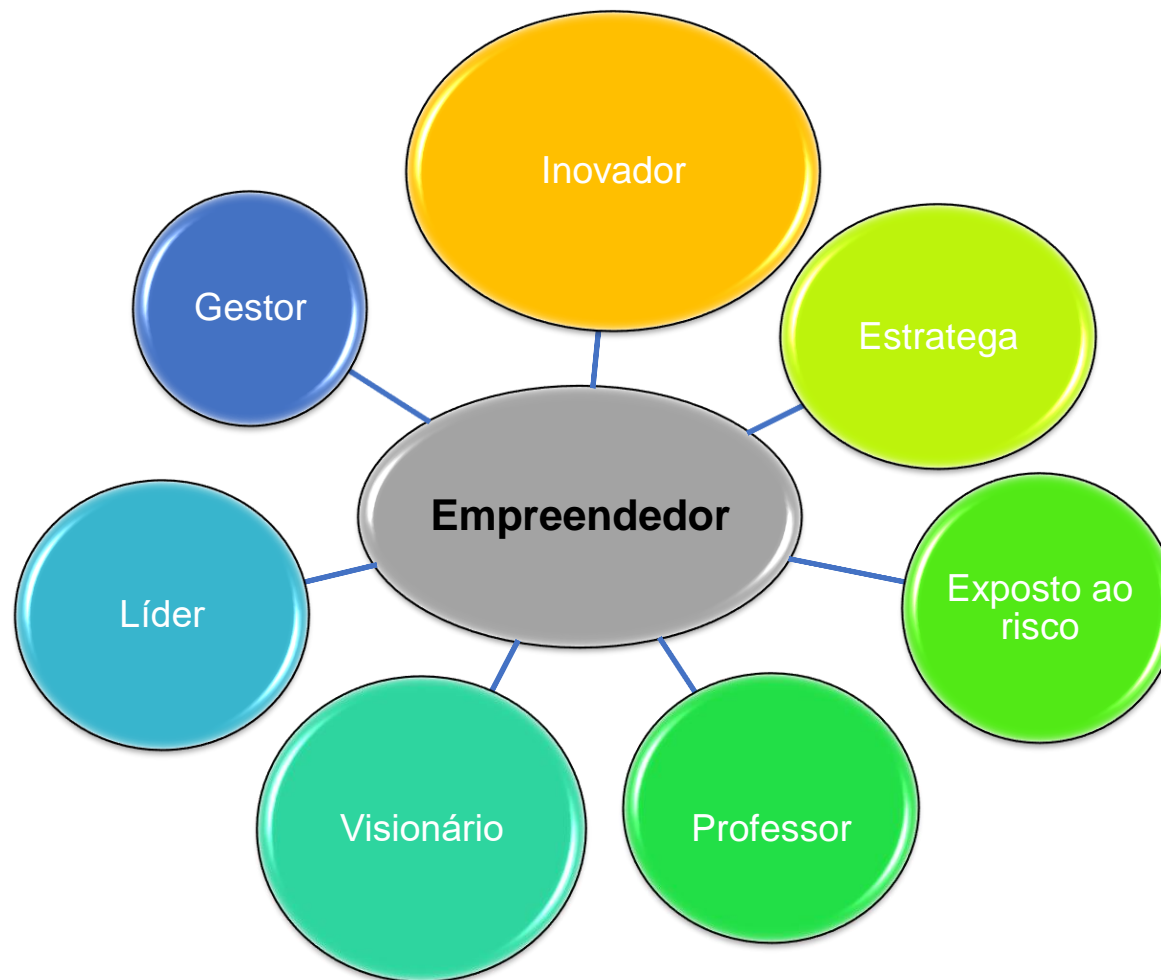 Inovador
Gestor
Estratega
Empreendedor
Exposto ao
risco
Líder
Visionário
Professor